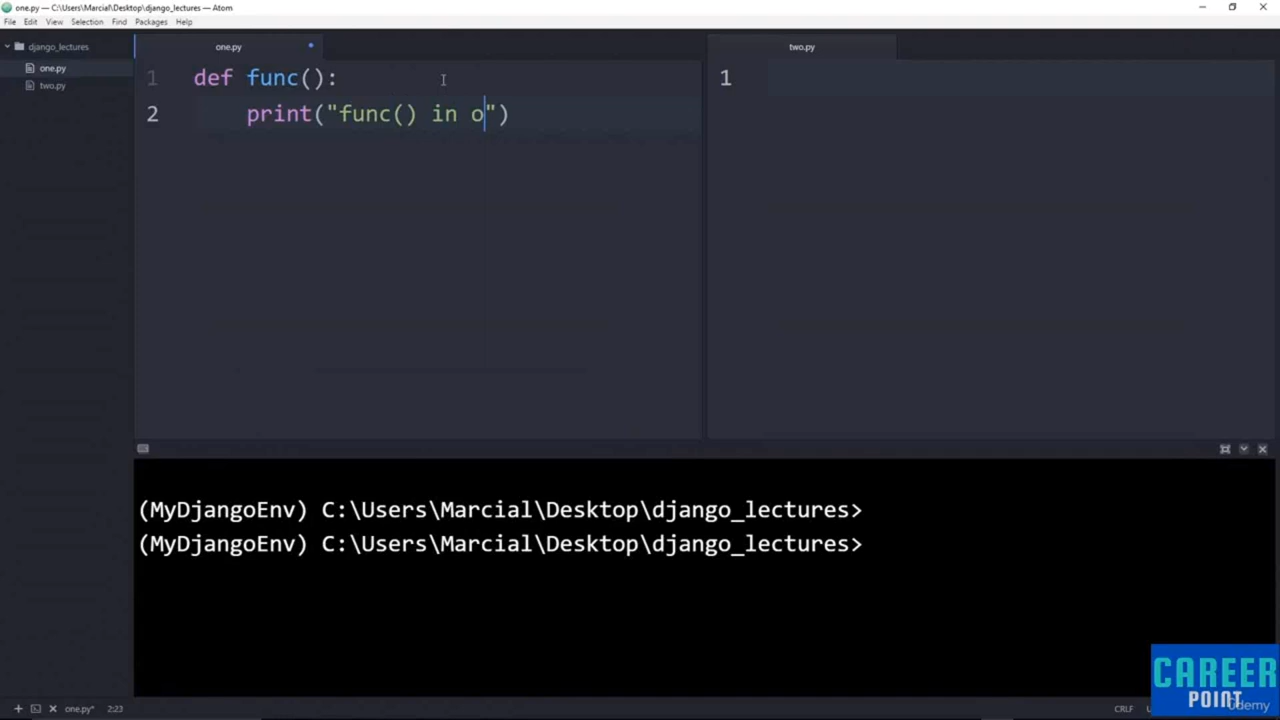 one.py — C:\Users\Marcial\Desktop\django_lectures — Atom
File Edit View Selection Find Packages Help
django_lectures
one.py
two.py
one.py
1 def func():
2 print("func() in o")
two.py
1
(MyDjangoEnv) C:\Users\Marcial\Desktop\django_lectures>
(MyDjangoEnv) C:\Users\Marcial\Desktop\django_lectures>
one.py* 2:23
CRLF
CAREER
POINT
Udemy